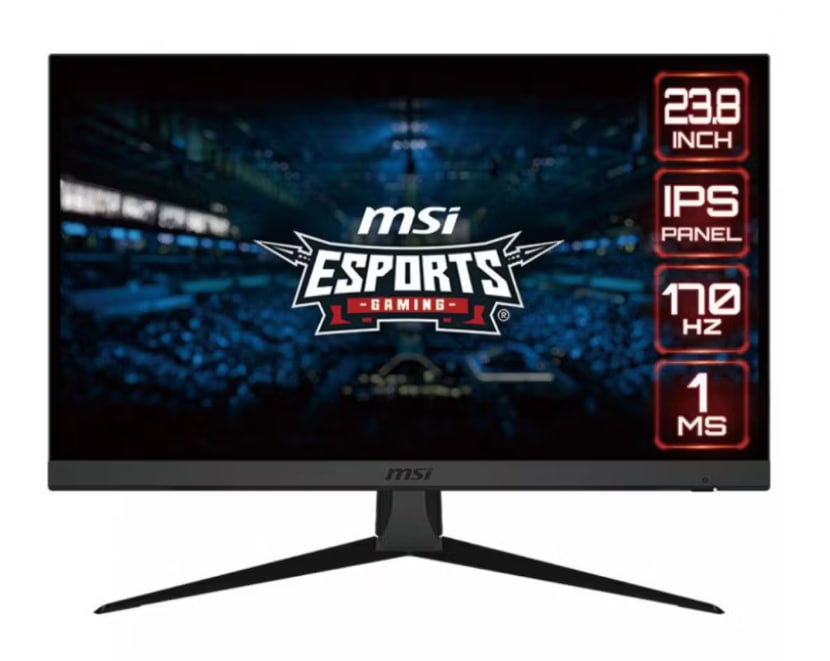 msi
ESPORTS
-GAMING-
®
23.8
INCH
IPS
PANEL
170
HZ
1
MS
msi